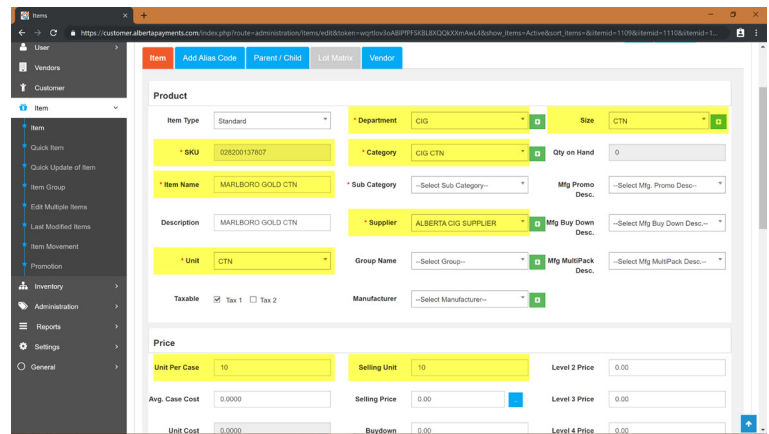 Items
https://customer.albertapayments.com/index.php?route=administration/items/edit&token=wqrtlov3oABIPfPFSKBL8XQQkXXmAwL4&show_items=Active&sort_items=&iitemid=1109&iitemid=1110&iitemid=1...
User
Vendors
Customer
Item
Item
Quick Item
Quick Update of Item
Item Group
Edit Multiple Items
Last Modified Items
Item Movement
Promotion
Inventory
Administration
Reports
Settings
General
Item Add Alias Code Parent / Child Lot Matrix Vendor
Product
Item Type Standard * Department CIG Size CTN
* SKU 028200137807 * Category CIG CTN Qty on Hand 0
* Item Name MARLBORO GOLD CTN * Sub Category --Select Sub Category-- Mfg Promo Desc. --Select Mfg. Promo Desc--
Description MARLBORO GOLD CTN * Supplier ALBERTA CIG SUPPLIER Mfg Buy Down Desc. --Select Mfg Buy Down Desc.--
* Unit CTN Group Name --Select Group-- Mfg MultiPack Desc. --Select Mfg MultiPack Desc.--
Taxable Tax 1 Tax 2 Manufacturer --Select Manufacturer--
Price
Unit Per Case 10 Selling Unit 10 Level 2 Price 0.00
Avg. Case Cost 0.0000 Selling Price 0.00 Level 3 Price 0.00
Unit Cost 0.0000 Buydown 0.00 Level 4 Price 0.00